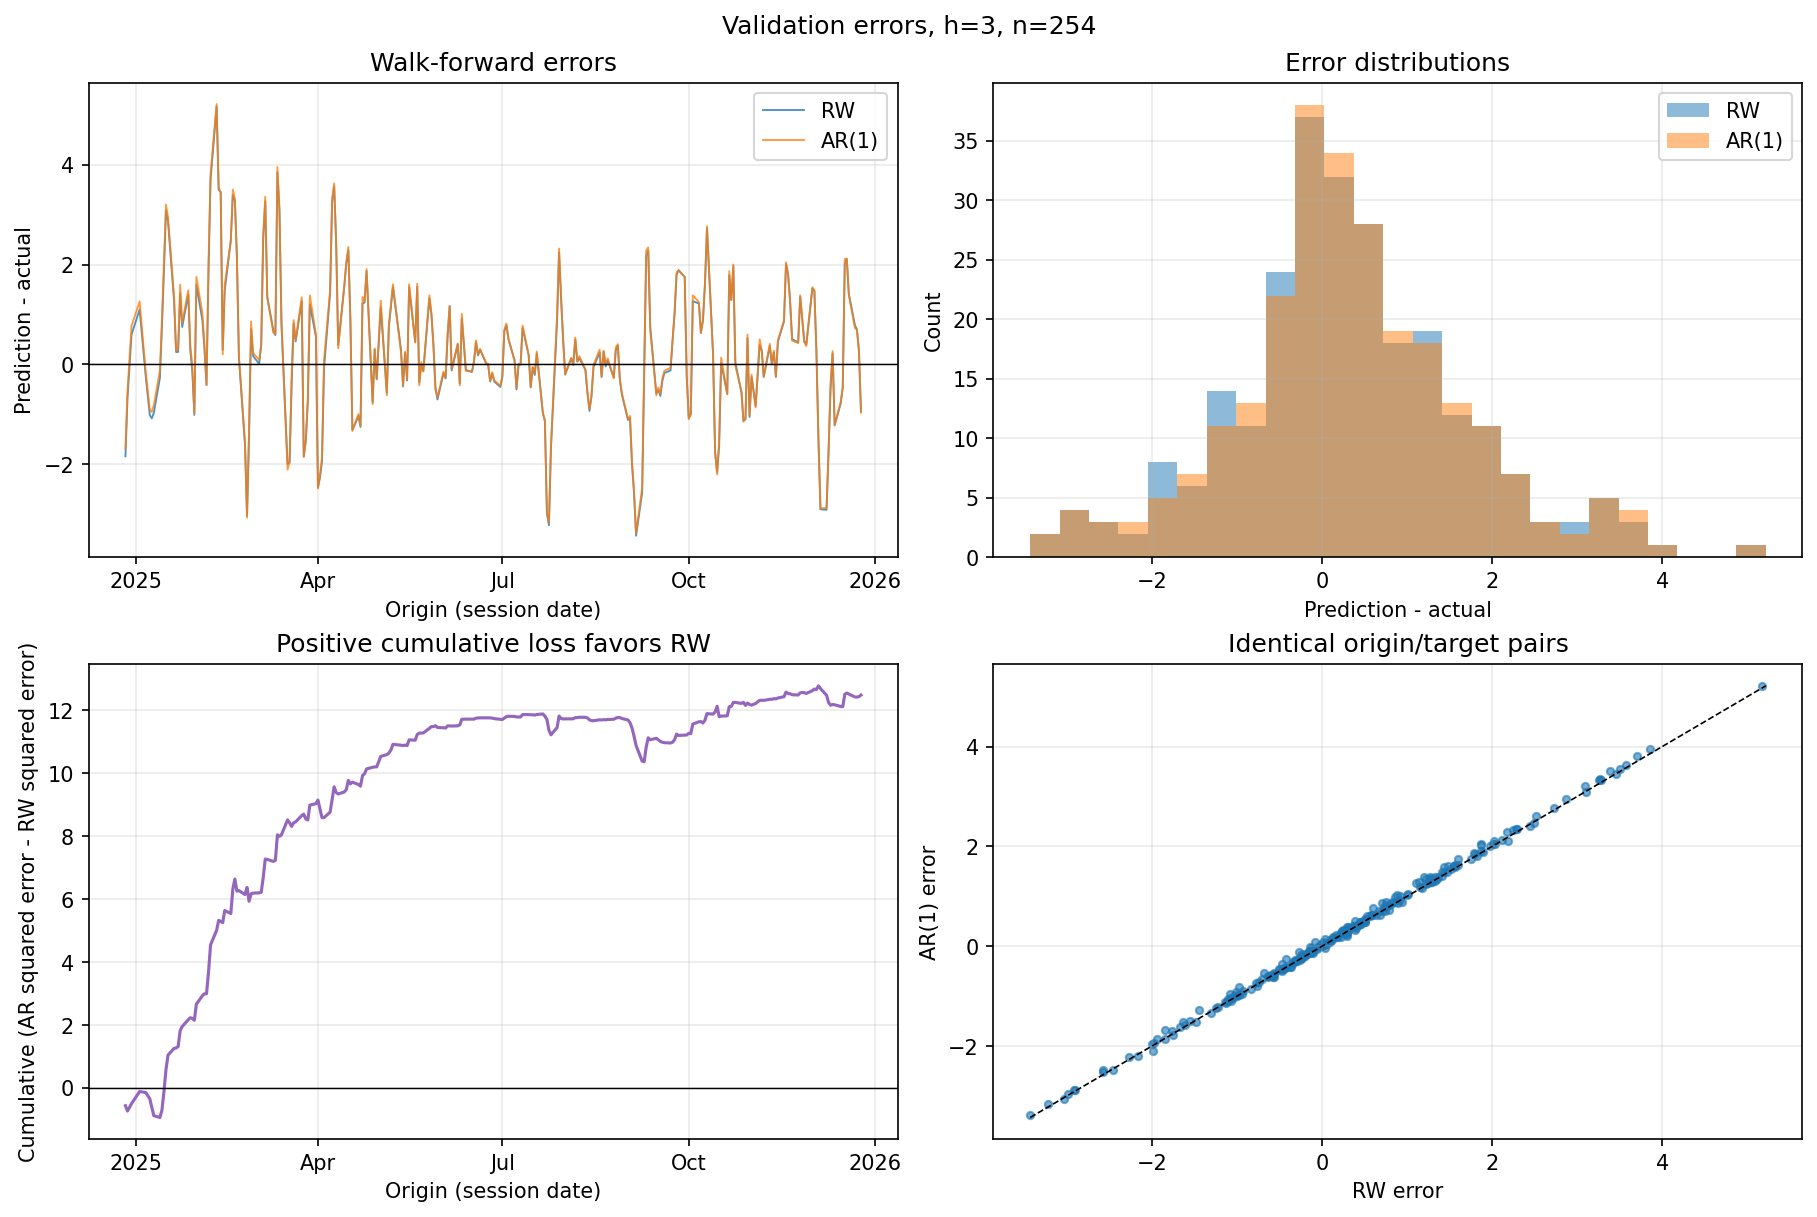 Validation errors, h=3, n=254
Walk-forward errors
RW
AR(1)
Prediction - actual
4
2
0
−2
2025
Apr
Jul
Oct
2026
Origin (session date)
Error distributions
RW
AR(1)
Count
35
30
25
20
15
10
5
0
−2
0
2
4
Prediction - actual
Positive cumulative loss favors RW
Cumulative (AR squared error - RW squared error)
12
10
8
6
4
2
0
2025
Apr
Jul
Oct
2026
Origin (session date)
Identical origin/target pairs
AR(1) error
4
2
0
−2
−2
0
2
4
RW error